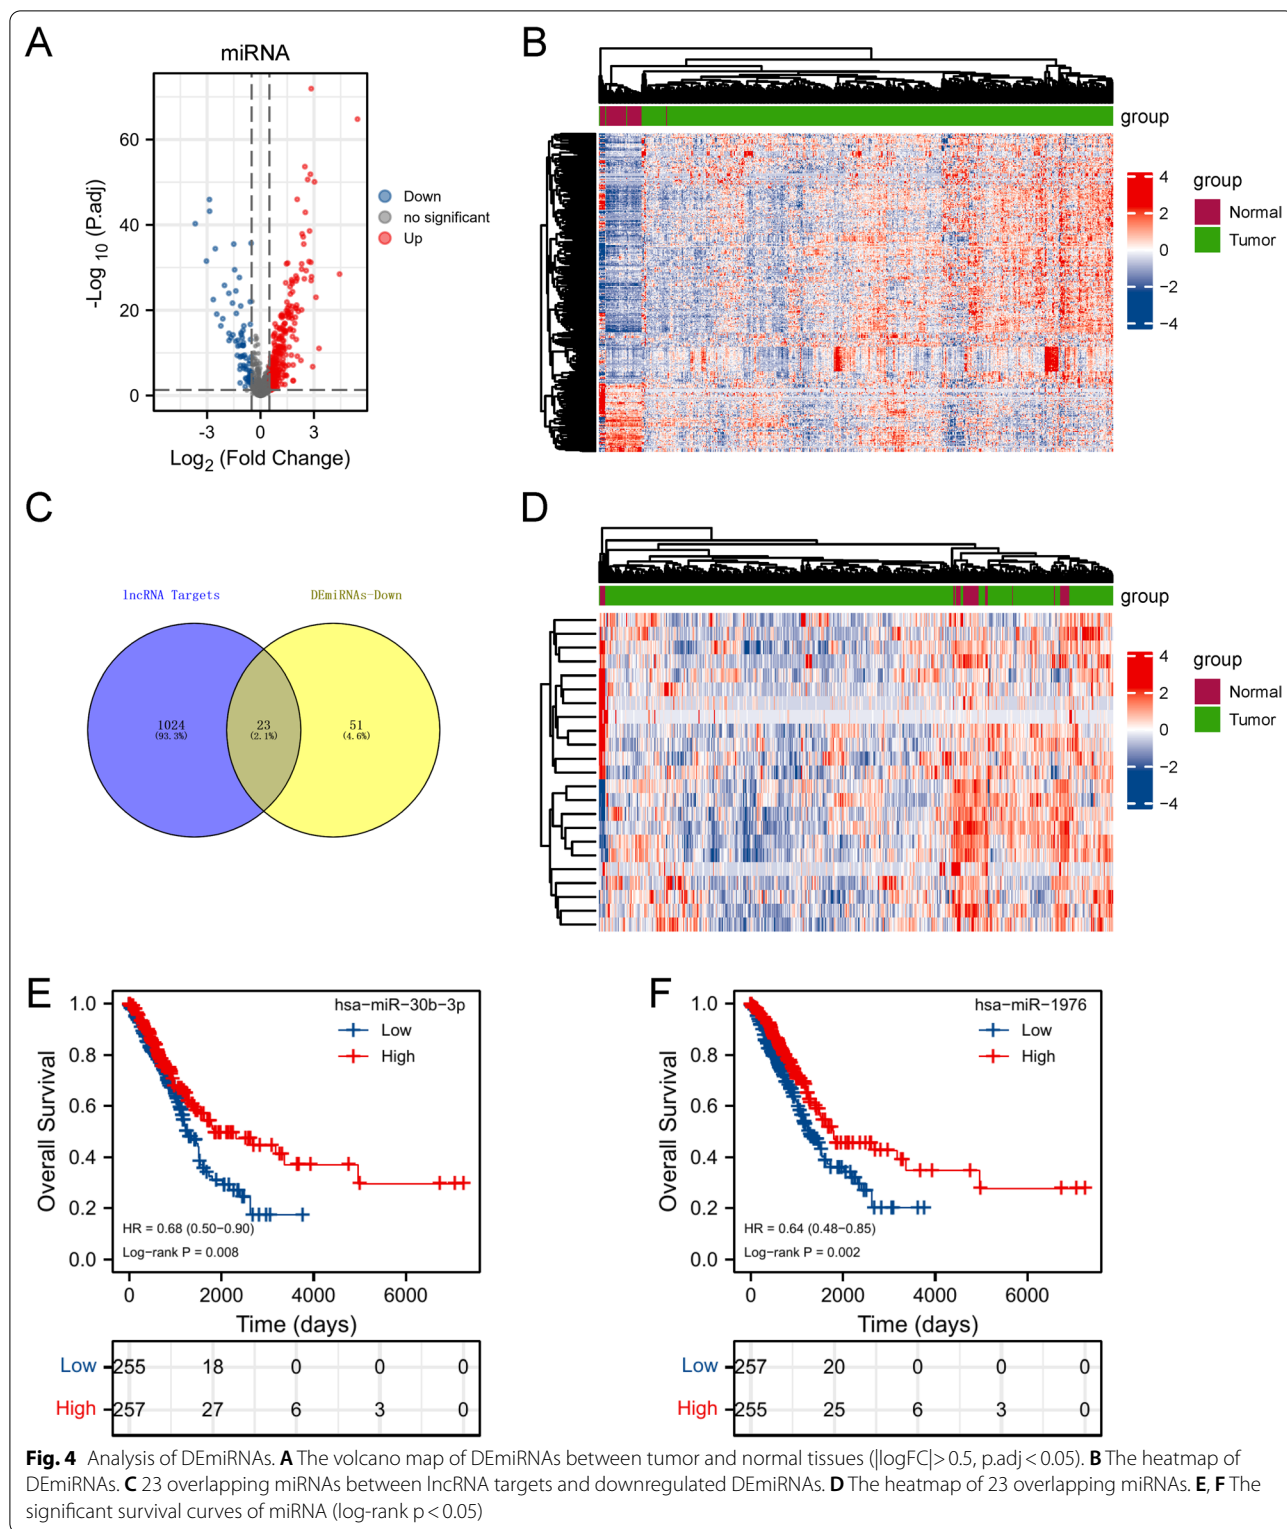 A
miRNA
-Log 10 (P.adj)
60
40
20
0
-3 0 3
Log2 (Fold Change)
Down
no significant
Up
B
group
4
2
0
−2
−4
group
Normal
Tumor
C
lncRNA Targets
DEmiRNAs-Down
1024
(93.3%)
23
(2.1%)
51
(4.6%)
D
group
4
2
0
−2
−4
group
Normal
Tumor
E
Overall Survival
1.0
0.8
0.6
0.4
0.2
0.0
hsa−miR−30b−3p
Low
High
HR = 0.68 (0.50−0.90)
Log−rank P = 0.008
0 2000 4000 6000
Time (days)
Low 255 18 0 0 0
High 257 27 6 3 0
F
Overall Survival
1.0
0.8
0.6
0.4
0.2
0.0
hsa−miR−1976
Low
High
HR = 0.64 (0.48−0.85)
Log−rank P = 0.002
0 2000 4000 6000
Time (days)
Low 257 20 0 0 0
High 255 25 6 3 0
Fig. 4 Analysis of DEmiRNAs. A The volcano map of DEmiRNAs between tumor and normal tissues (|logFC| > 0.5, p.adj < 0.05). B The heatmap of
DEmiRNAs. C 23 overlapping miRNAs between lncRNA targets and downregulated DEmiRNAs. D The heatmap of 23 overlapping miRNAs. E, F The
significant survival curves of miRNA (log-rank p < 0.05)